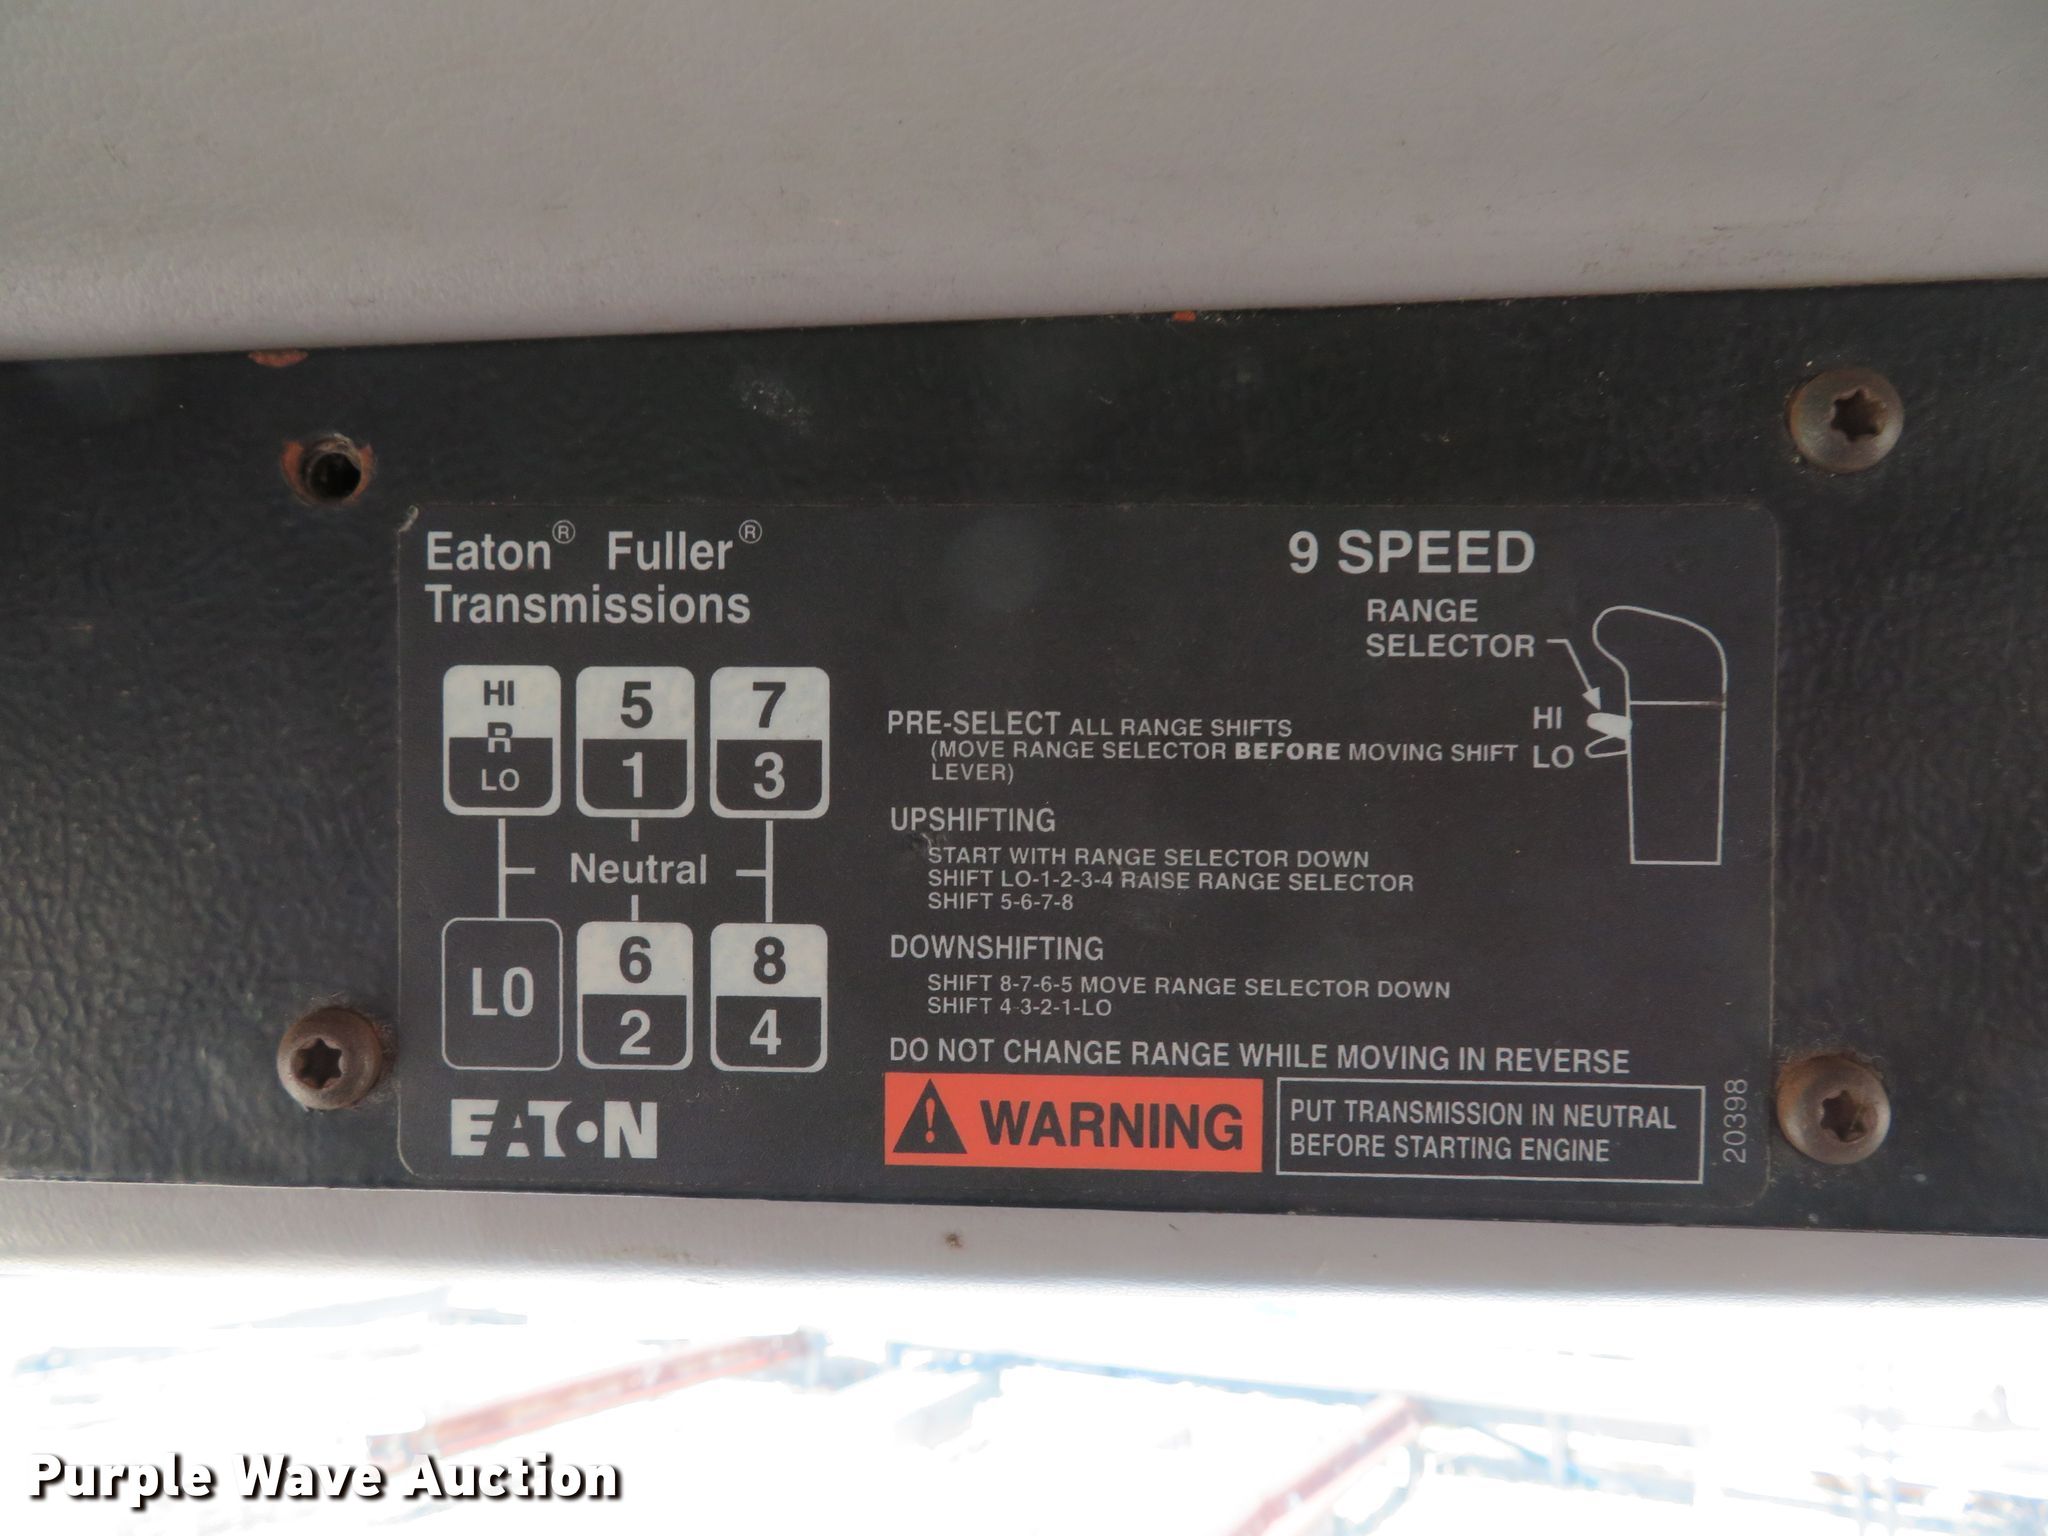 Eaton® Fuller®
Transmissions
9 SPEED
RANGE
SELECTOR
HI
LO
HI
R
LO
5
1
7
3
Neutral
LO
6
2
8
4
EATON
PRE-SELECT ALL RANGE SHIFTS
(MOVE RANGE SELECTOR BEFORE MOVING SHIFT
LEVER)
UPSHIFTING
START WITH RANGE SELECTOR DOWN
SHIFT LO-1-2-3-4 RAISE RANGE SELECTOR
SHIFT 5-6-7-8
DOWNSHIFTING
SHIFT 8-7-6-5 MOVE RANGE SELECTOR DOWN
SHIFT 4-3-2-1-LO
DO NOT CHANGE RANGE WHILE MOVING IN REVERSE
WARNING
PUT TRANSMISSION IN NEUTRAL
BEFORE STARTING ENGINE
20398
Purple Wave Auction